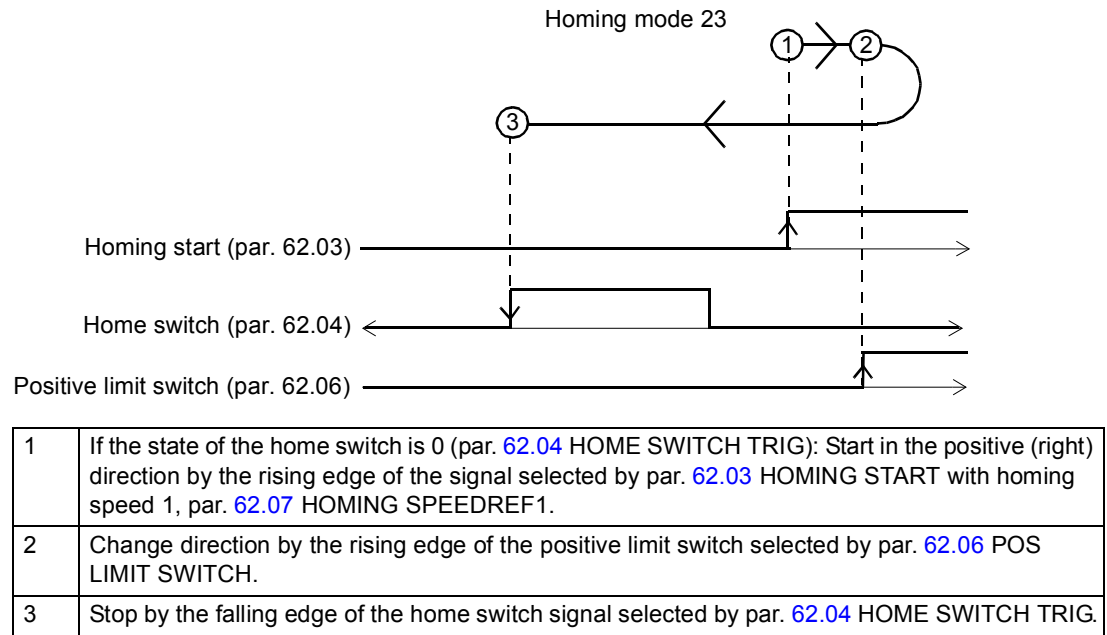 Homing mode 23
1
2
3
Homing start (par. 62.03)
Home switch (par. 62.04)
Positive limit switch (par. 62.06)
1 If the state of the home switch is 0 (par. 62.04 HOME SWITCH TRIG): Start in the positive (right)
direction by the rising edge of the signal selected by par. 62.03 HOMING START with homing
speed 1, par. 62.07 HOMING SPEEDREF1.
2 Change direction by the rising edge of the positive limit switch selected by par. 62.06 POS
LIMIT SWITCH.
3 Stop by the falling edge of the home switch signal selected by par. 62.04 HOME SWITCH TRIG.